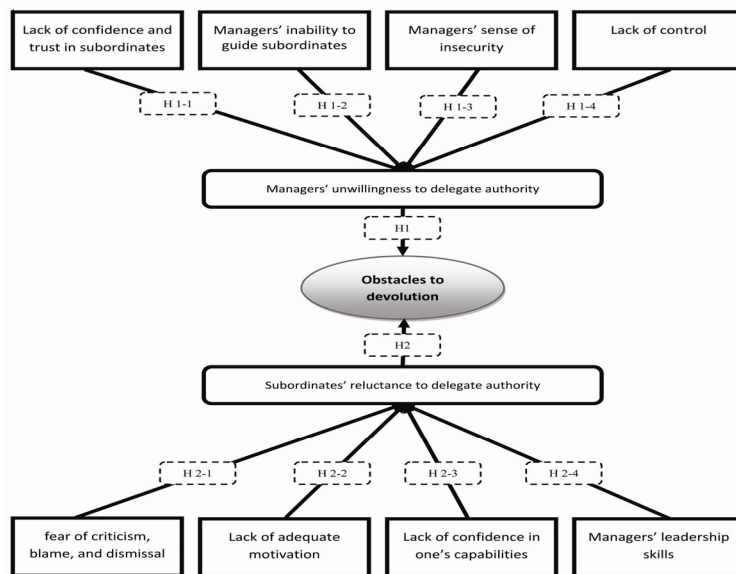 Lack of confidence and
trust in subordinates
Managers' inability to
guide subordinates
Managers' sense of
insecurity
Lack of control
H 1-1
H 1-2
H 1-3
H 1-4
Managers' unwillingness to delegate authority
H1
Obstacles to
devolution
H2
Subordinates' reluctance to delegate authority
H 2-1
H 2-2
H 2-3
H 2-4
fear of criticism,
blame, and dismissal
Lack of adequate
motivation
Lack of confidence in
one's capabilities
Managers' leadership
skills